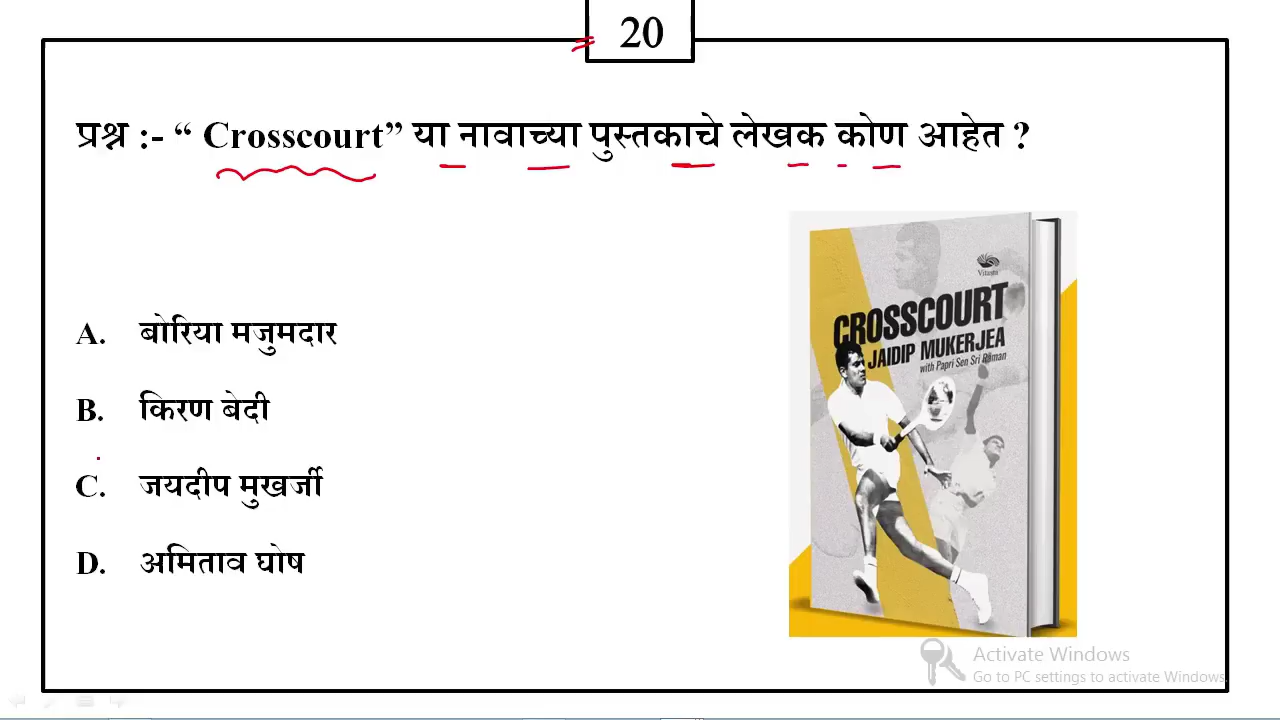 20
प्रश्न :- “ Crosscourt” या नावाच्या पुस्तकाचे लेखक कोण आहेत ?
Vitasta
CROSSCOURT
JAIDIP MUKERJEA
with Papri Sen Sri Raman
A. बोरिया मजुमदार
B. किरण बेदी
C. जयदीप मुखर्जी
D. अमिताव घोष
Activate Windows
Go to PC settings to activate Windows.